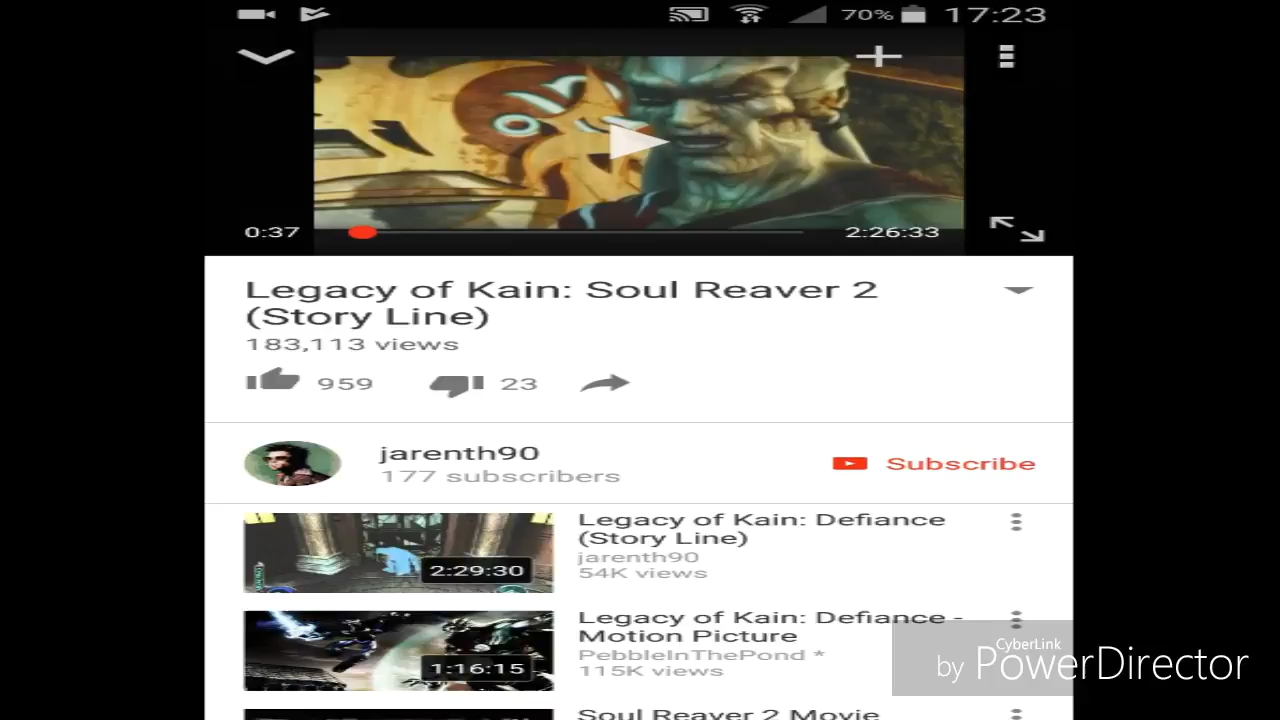 70% 17:23
0:37 2:26:33
Legacy of Kain: Soul Reaver 2
(Story Line)
183,113 views
959 23
jarenth90
177 subscribers
Subscribe
2:29:30
Legacy of Kain: Defiance
(Story Line)
jarenth90
54K views
1:16:15
Legacy of Kain: Defiance -
Motion Picture
PebbleInThePond *
115K views
Soul Reaver 2 Movie
CyberLink
by PowerDirector